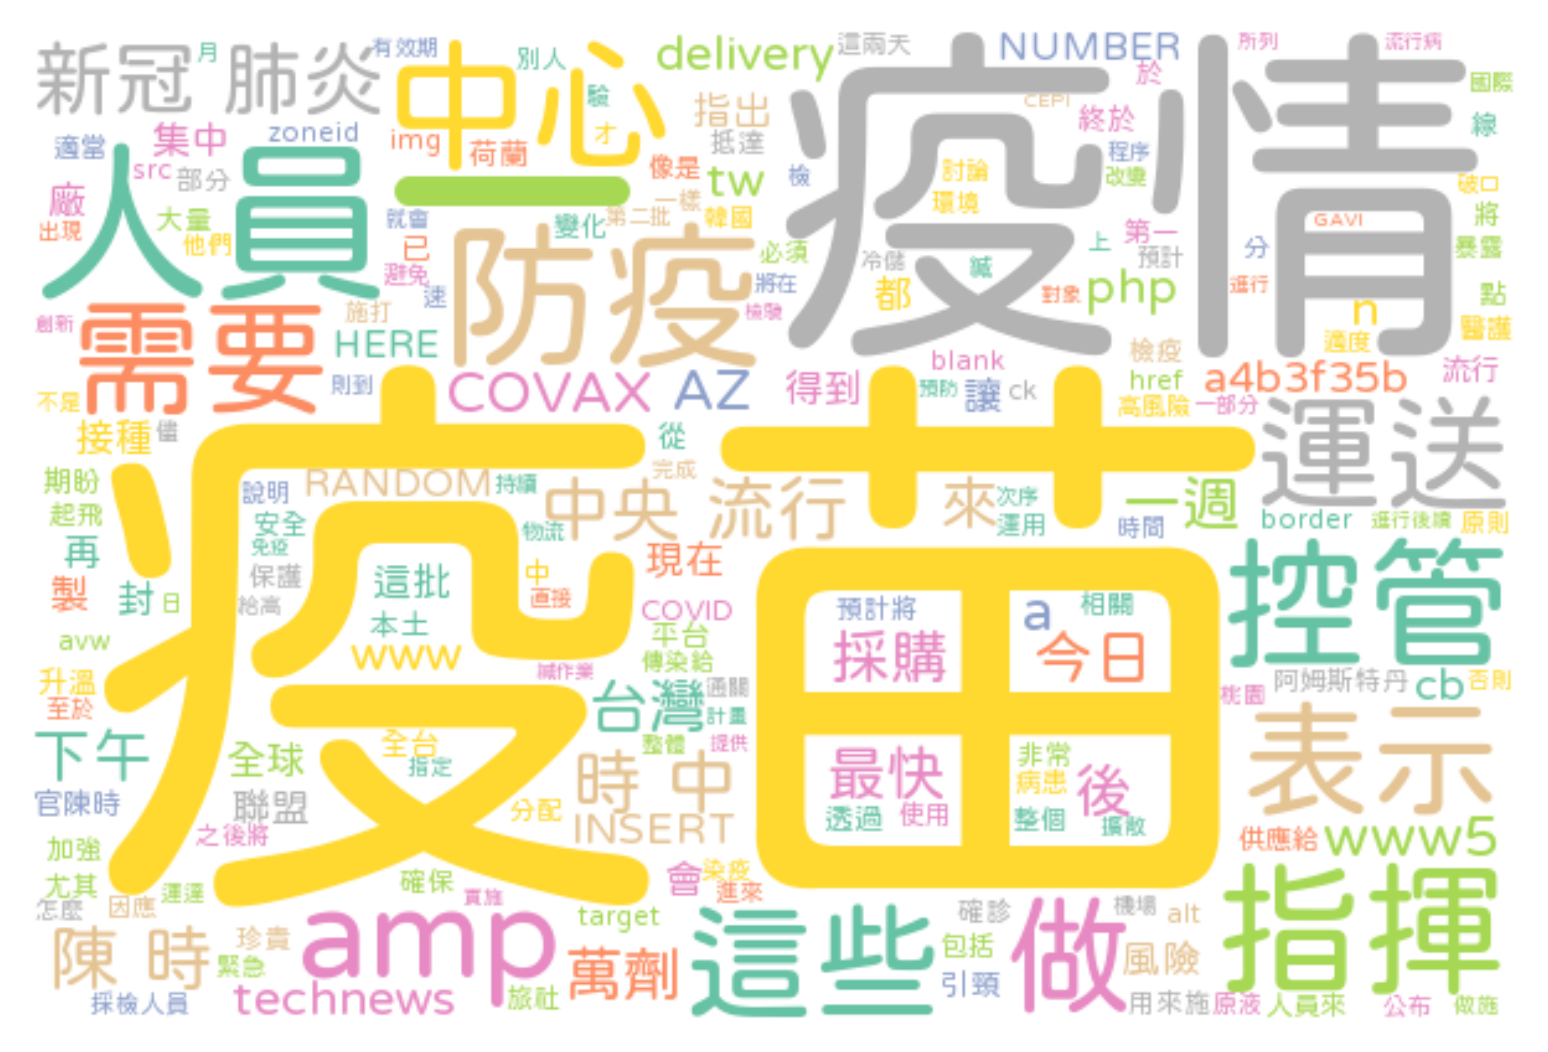 新冠 肺炎
月
有效期
中心
別人
delivery
這兩天
NUMBER
疫情
所列
流行病
國際
於
驗
CEPI
指出
終於
線
集中
zoneid
img
荷蘭
才
抵達
適當
src
部分
像是
tw
檢
討論
程序
改變
破口
人員
廠
大量
就會
一
一樣
第二批
韓國
環境
GAVI
將
出現
他們
已
變化
必須
上
第一
分
暴露
防疫
避免
冷儲
預計
速
將在
都
對象
php
進行
點
創新
需要
施打
檢驗
n
醫護
HERE
適度
blank
檢疫
不是
則到
COVAX
AZ
得到
預防
讓
ck
href
a4b3f35b
流行
高風險
一部分
接種
從
運送
疫苗
完成
期盼
說明
RANDOM
持續
中央 流行
來
次序
一週
起飛
安全
物流
運用
時間
border
進行後續
原則
再
免疫
現在
控管
製
封
日
保護
這批
中
直接
給高
本土
COVID
預計將
a
相關
avw
www
平台
採購
今日
傳染給
升溫
台灣
通關
桃園
阿姆斯特丹
cb
否則
至於
計畫
下午
全球
全台
整體
提供
表示
指定
時 中
最快
非常
病患
後
官陳時
聯盟
分配
透過
使用
整個
擴散
之後將
INSERT
供應給
www5
加強
會
染疫
尤其
運達
確保
進來
指揮
怎麼
因應
amp
target
這些
確診
做
機場
alt
陳 時
珍貴
包括
緊急
萬劑
風險
引頸
採檢人員
technews
旅社
用來施
原液
人員來
公布
做施